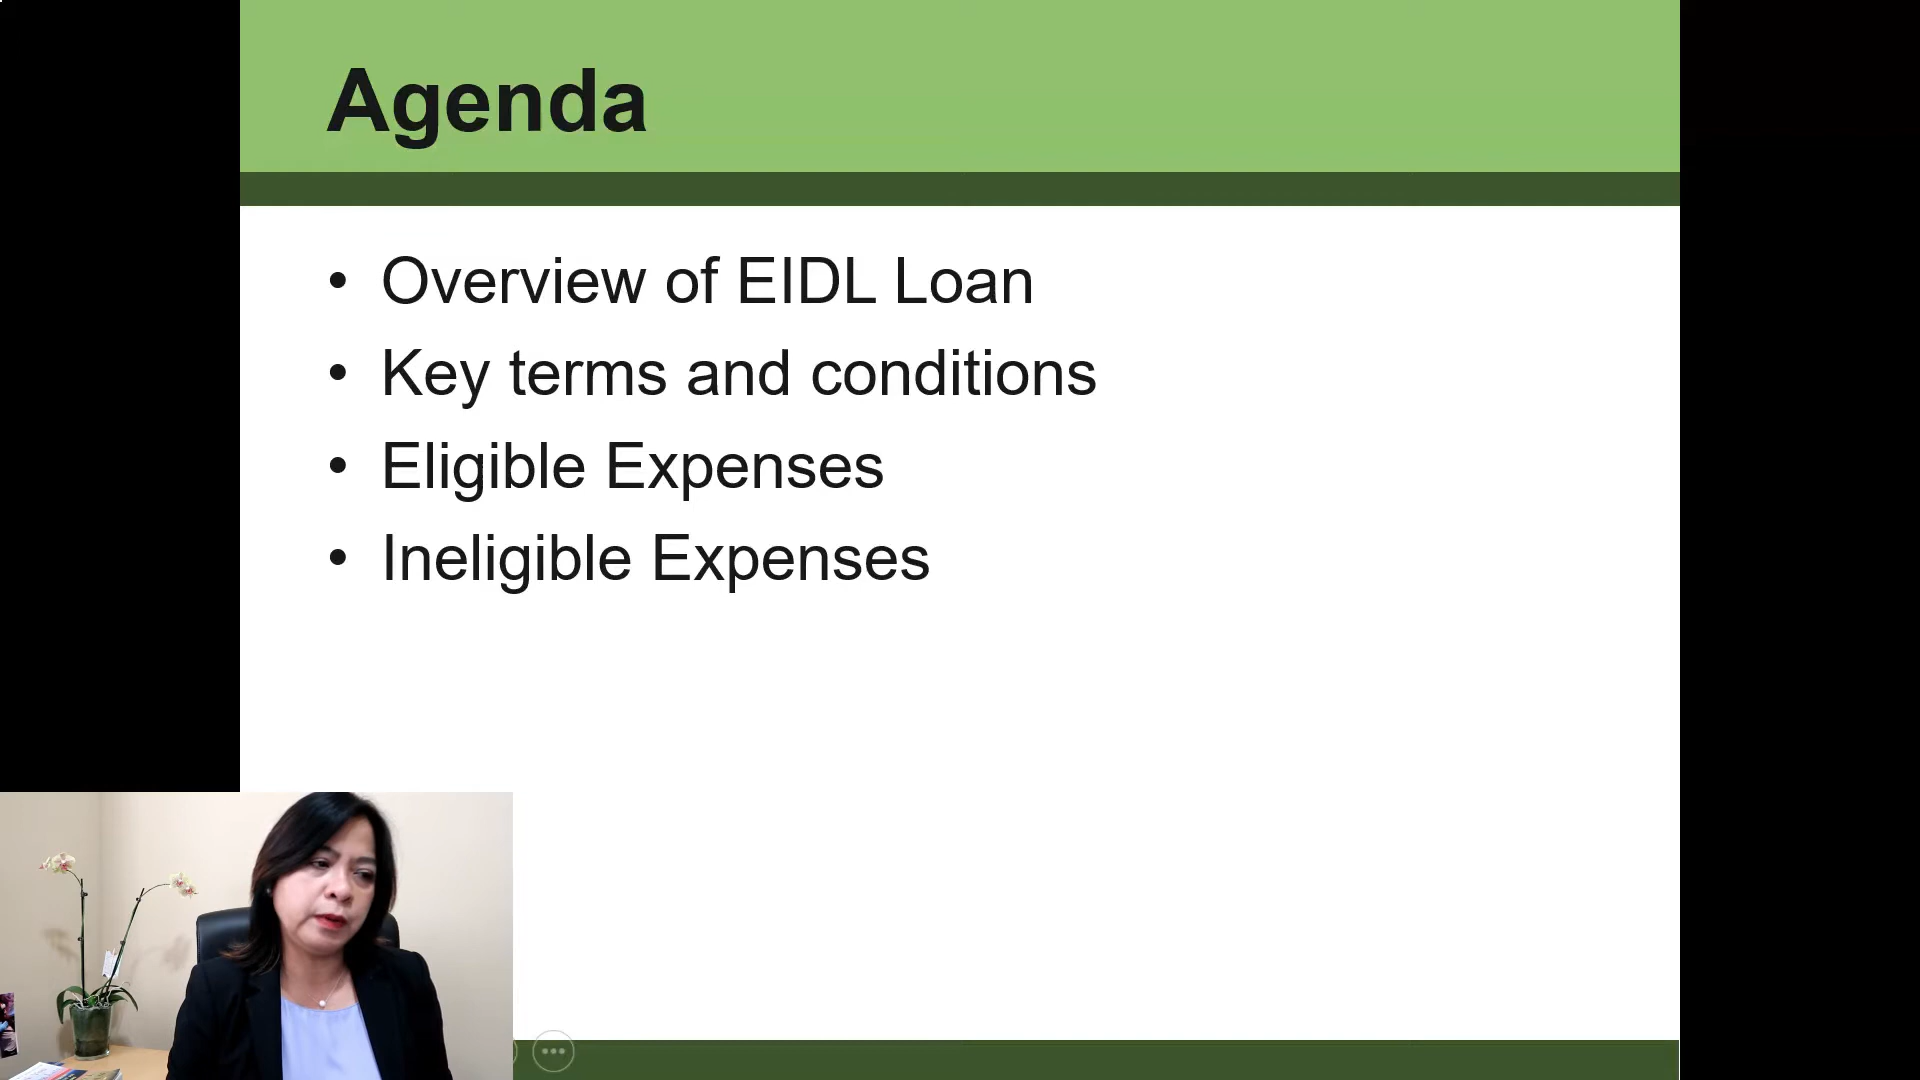 Agenda
• Overview of EIDL Loan
• Key terms and conditions
• Eligible Expenses
• Ineligible Expenses